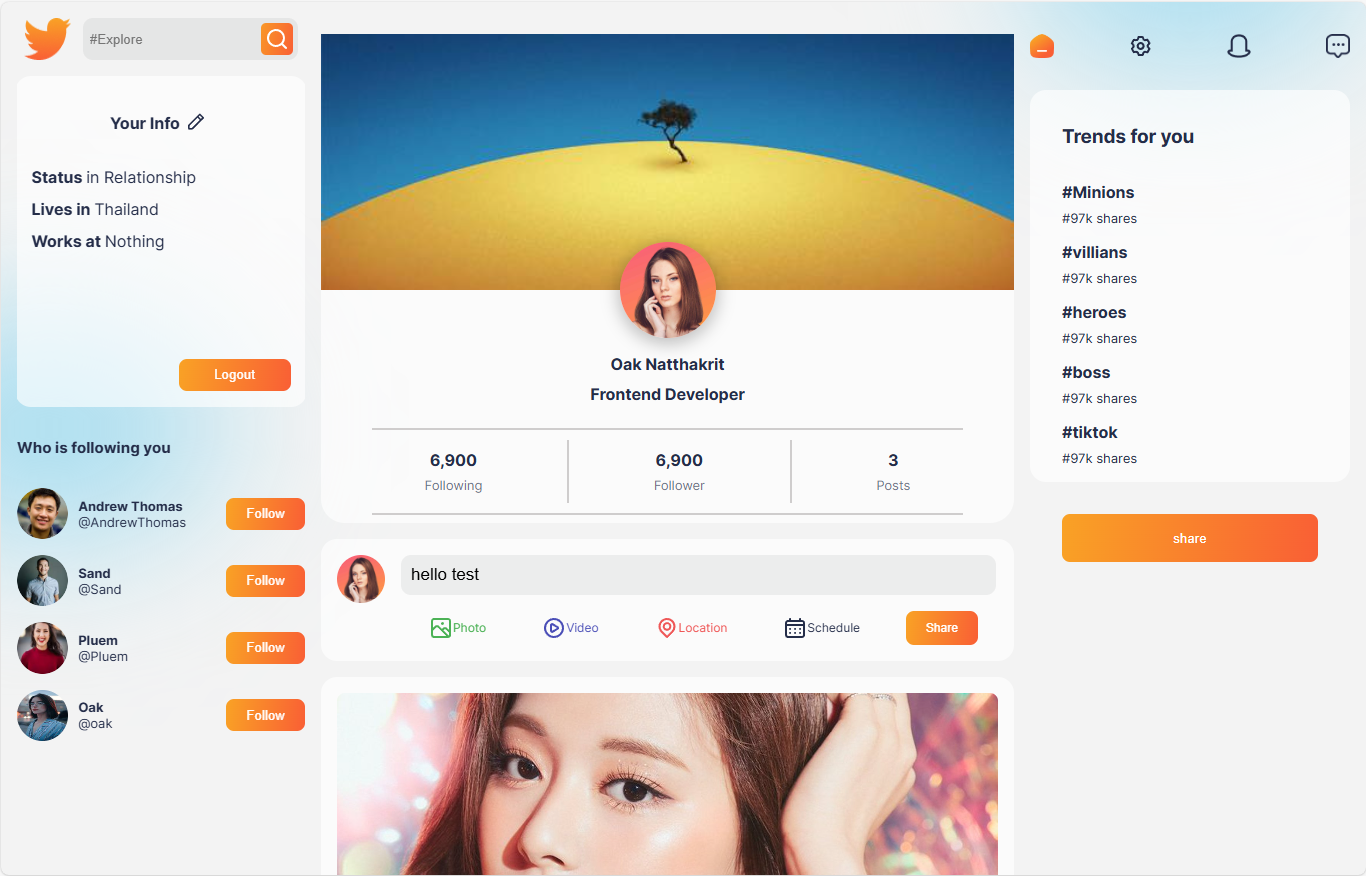 #Explore
Your Info
Status in Relationship
Lives in Thailand
Works at Nothing
Logout
Who is following you
Andrew Thomas
@AndrewThomas
Follow
Sand
@Sand
Follow
Pluem
@Pluem
Follow
Oak
@oak
Follow
Oak Natthakrit
Frontend Developer
6,900
Following
6,900
Follower
3
Posts
hello test
Photo
Video
Location
Schedule
Share
Trends for you
#Minions
#97k shares
#villians
#97k shares
#heroes
#97k shares
#boss
#97k shares
#tiktok
#97k shares
share